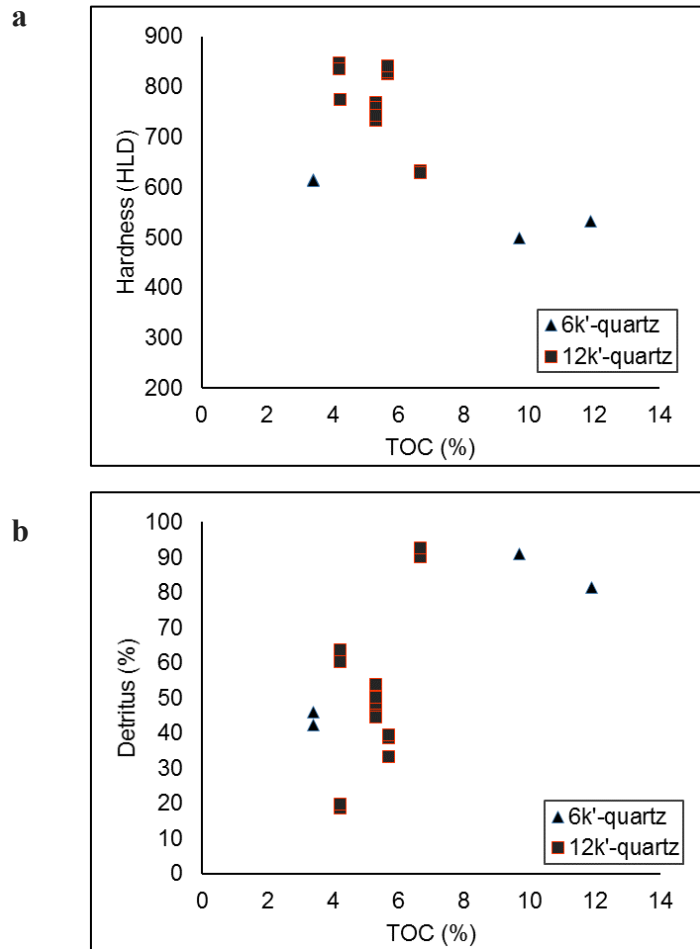 a
900
800
700
600
500
400
300
200
Hardness (HLD)
6k'-quartz
12k'-quartz
0 2 4 6 8 10 12 14
TOC (%)
b
100
90
80
70
60
50
40
30
20
10
0
Detritus (%)
6k'-quartz
12k'-quartz
0 2 4 6 8 10 12 14
TOC (%)